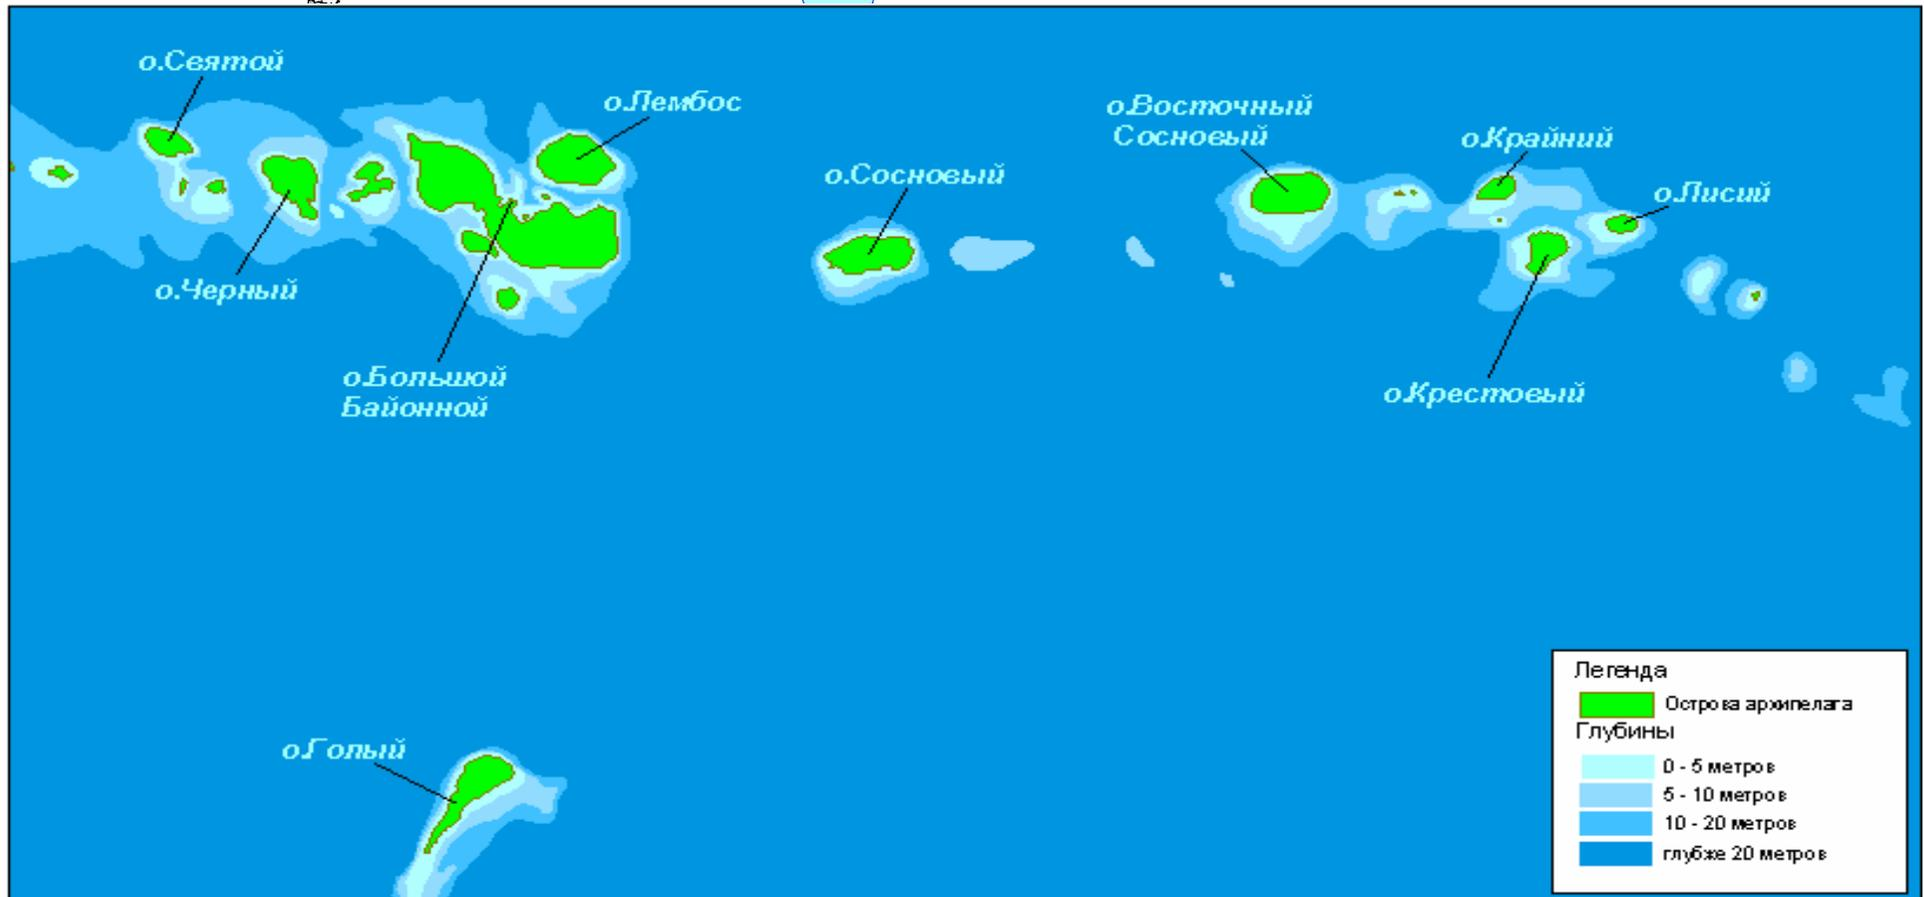 о.Святой
о.Лембос
о.Восточный
Сосновый
о.Крайний
о.Сосновый
о.Лисий
о.Черный
о.Большой
Байонной
о.Крестовый
о.Голый
Легенда
Острова архипелага
Глубины
0 - 5 метров
5 - 10 метров
10 - 20 метров
глубже 20 метров